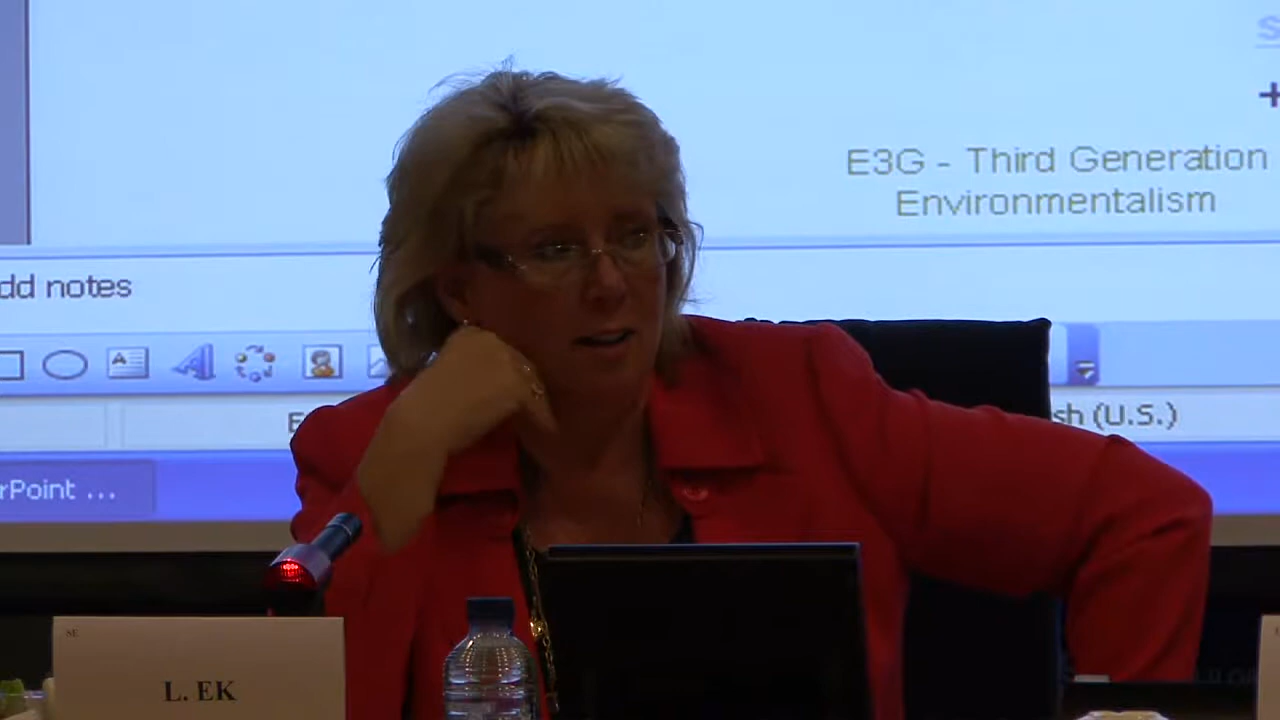 E3G - Third Generation
Environmentalism
dd notes
sh (U.S.)
rPoint ...
SE
L. EK